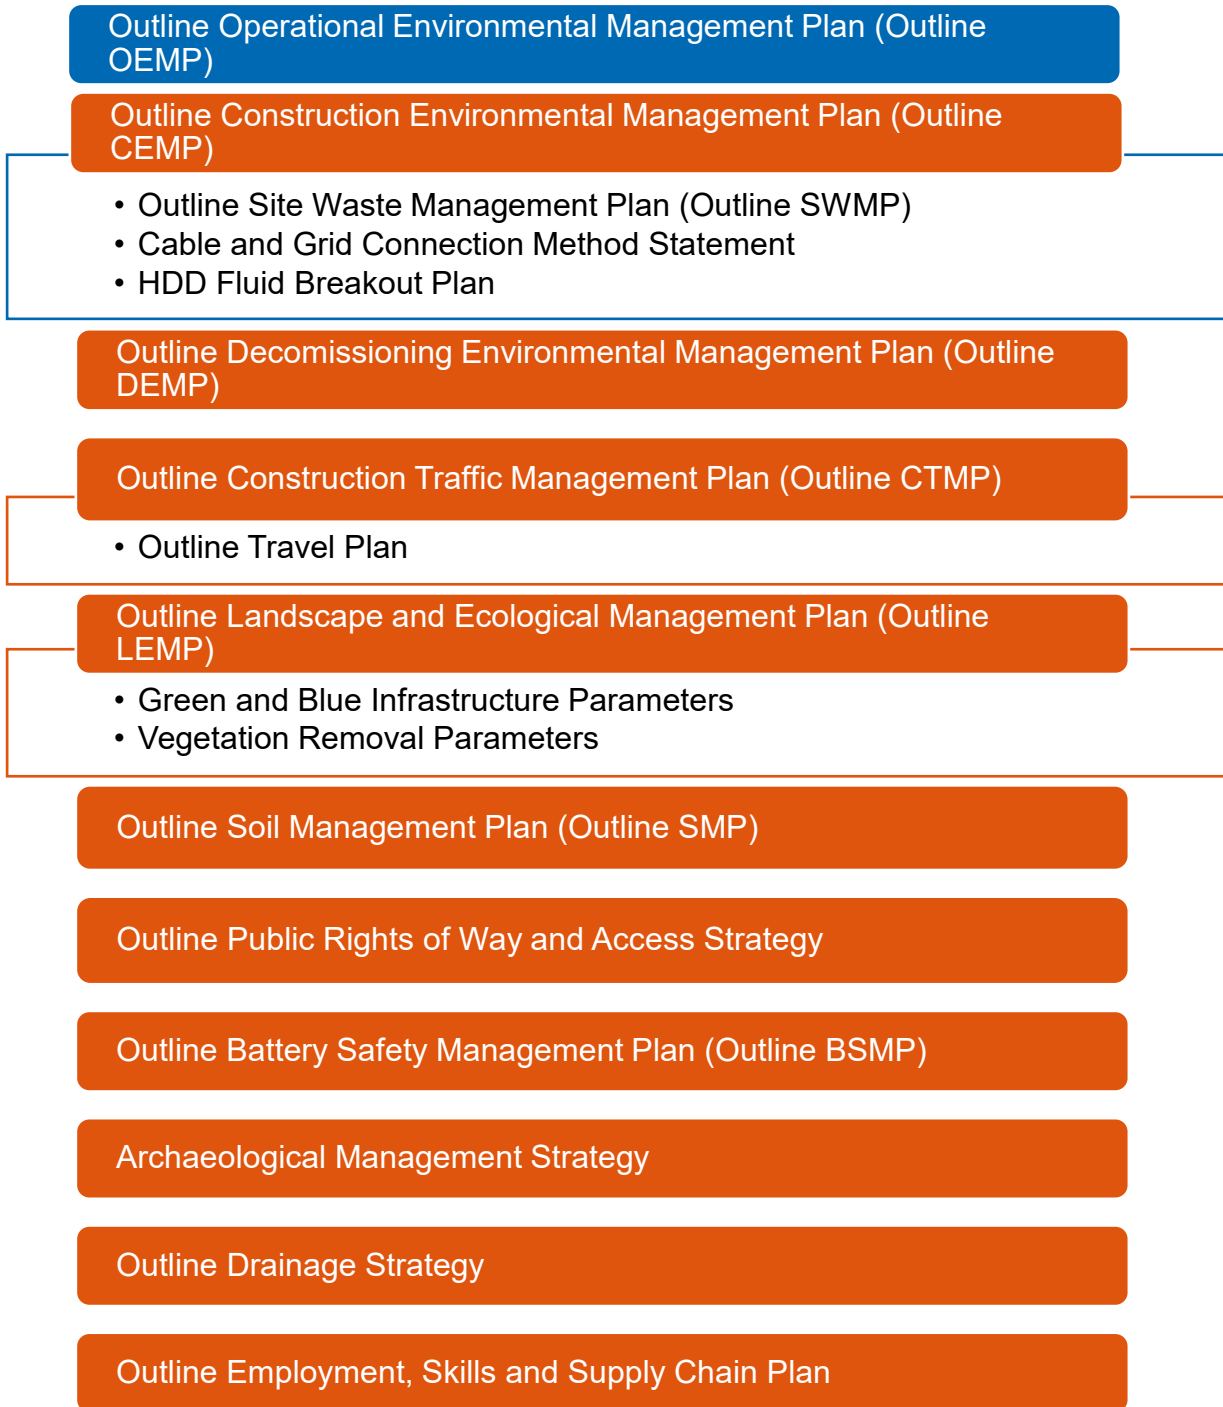 Outline Operational Environmental Management Plan (Outline
OEMP)
Outline Construction Environmental Management Plan (Outline
CEMP)
• Outline Site Waste Management Plan (Outline SWMP)
• Cable and Grid Connection Method Statement
• HDD Fluid Breakout Plan
Outline Decomissioning Environmental Management Plan (Outline
DEMP)
Outline Construction Traffic Management Plan (Outline CTMP)
• Outline Travel Plan
Outline Landscape and Ecological Management Plan (Outline
LEMP)
• Green and Blue Infrastructure Parameters
• Vegetation Removal Parameters
Outline Soil Management Plan (Outline SMP)
Outline Public Rights of Way and Access Strategy
Outline Battery Safety Management Plan (Outline BSMP)
Archaeological Management Strategy
Outline Drainage Strategy
Outline Employment, Skills and Supply Chain Plan